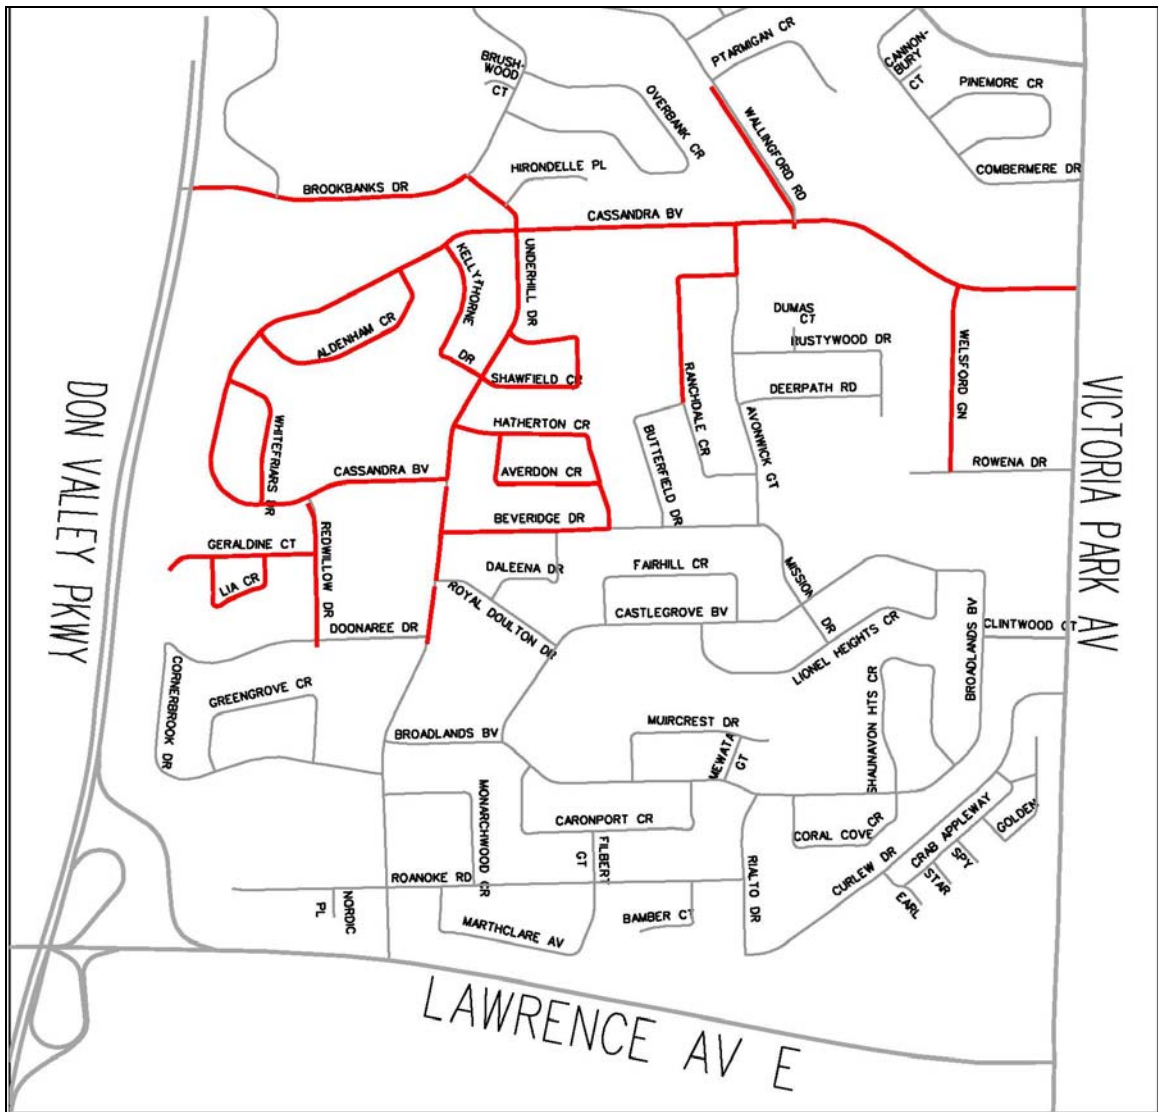 PTARMIGAN CR
CANNON-
BURY
CT
BRUSH-
WOOD
CT
PINEMORE CR
OVERBANK CR
WALLINGFORD RD
HIRONDELLE PL
COMBERMERE DR
BROOKBANKS DR
CASSANDRA BV
KELLYTHORNE
DR
UNDERHILL DR
DUMAS
CT
ALDENHAM CR
RUSTYWOOD DR
WELSFORD GN
SHAWFIELD CR
RANCHDALE CR
DEERPATH RD
DON VALLEY PKWY
VICTORIA PARK AV
WHITEFRIARS DR
HATHERTON CR
BUTTERFIELD DR
AVONWICK GT
CASSANDRA BV
AVERDON CR
ROWENA DR
BEVERIDGE DR
GERALDINE CT
REDWILLOW DR
LIA CR
DALEENA DR
FAIRHILL CR
MISSION
DR
ROYAL DOULTON DR
CASTLEGROVE BV
DOONAREE DR
LIONEL HEIGHTS CR
BROADLANDS BV
CLINTWOOD CT
CORNERBROOK DR
GREENGROVE CR
SHAUNAVON HTS CR
MUIRCREST DR
BROADLANDS BV
MEWATA
GT
MONARCHWOOD CR
CARONPORT CR
CORAL COVE CR
CRAB APPLEWAY
GOLDEN
FILBERT
GT
SPY
STAR
EARL
CURLEW DR
ROANOKE RD
RIALTO DR
NORDIC
PL
MARTHCLARE AV
BAMBER CT
LAWRENCE AV E